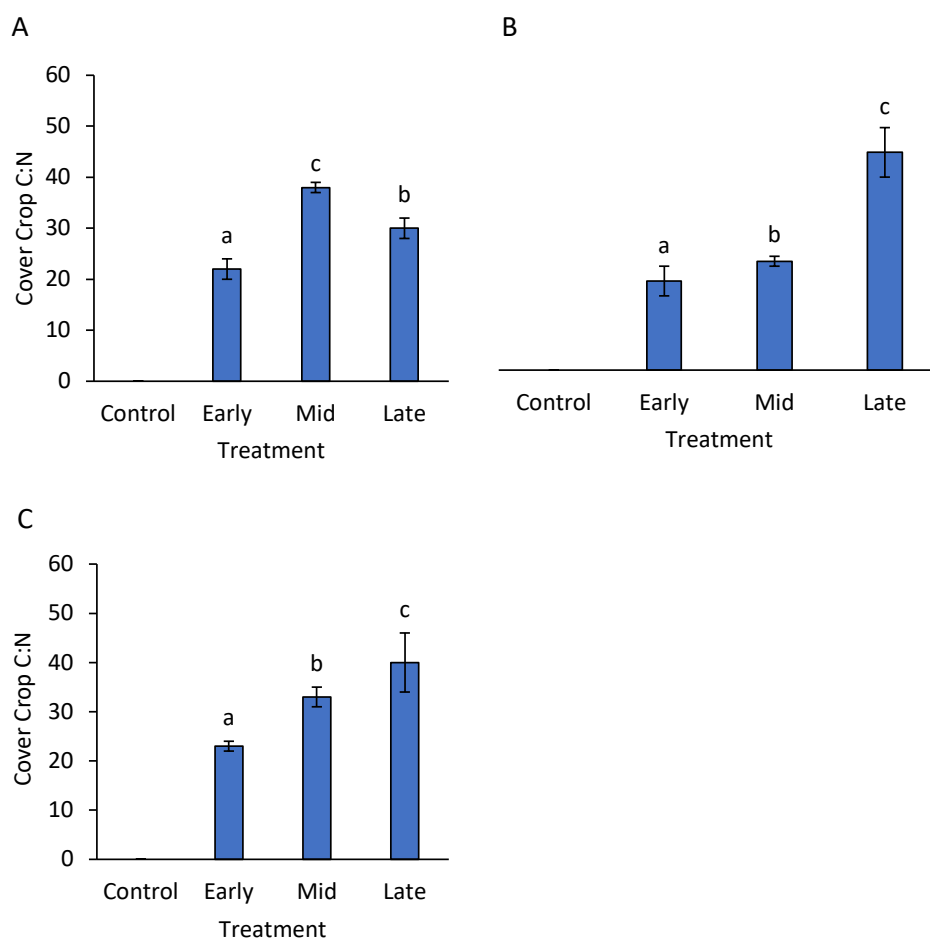 A
B
Cover Crop C:N
60
50
40
30
20
10
0
a
c
b
Control Early Mid Late
Treatment
a
b
c
Control Early Mid Late
Treatment
C
Cover Crop C:N
60
50
40
30
20
10
0
a
b
c
Control Early Mid Late
Treatment